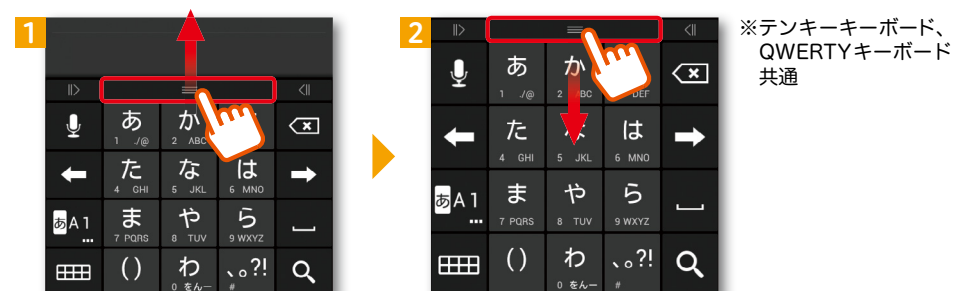 1
あ か
1 ./@ 2 ABC
た な は
4 GHI 5 JKL 6 MNO
あA1 ま や ら
7 PQRS 8 TUV 9 WXYZ
() わ 、。?!
0 をんー #
2
あ か
1 ./@ 2 ABC DEF
た な は
4 GHI 5 JKL 6 MNO
あA1 ま や ら
7 PQRS 8 TUV 9 WXYZ
() わ 、。?!
0 をんー #
※テンキーキーボード、
QWERTYキーボード
共通